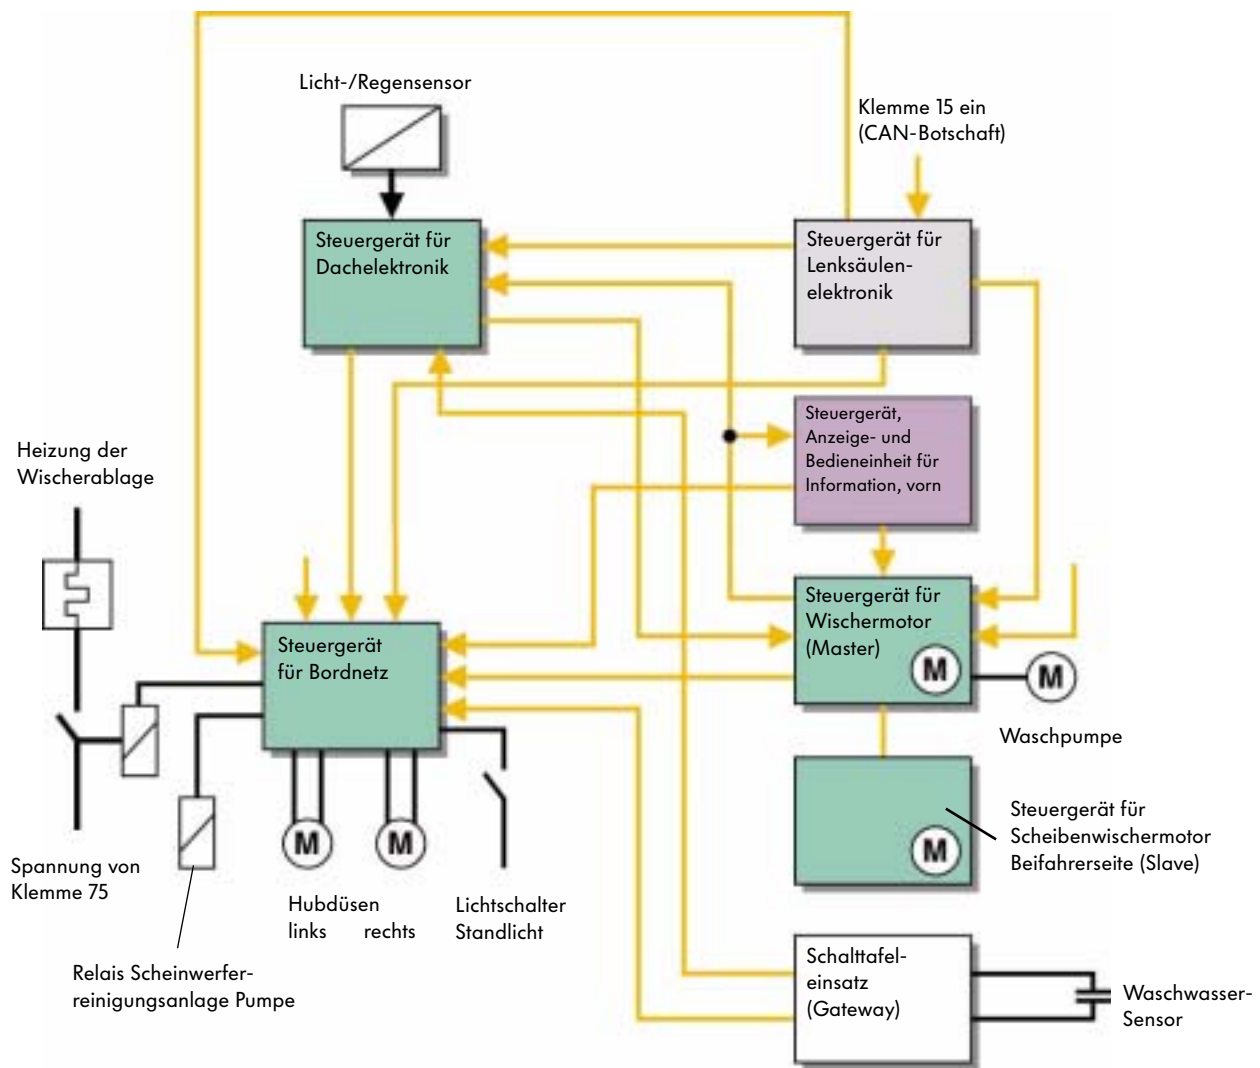 Licht-/Regensensor
Klemme 15 ein
(CAN-Botschaft)
Steuergerät für
Dachelektronik
Steuergerät für
Lenksäulen-
elektronik
Steuergerät,
Anzeige- und
Bedieneinheit für
Information, vorn
Heizung der
Wischerablage
Steuergerät für
Wischermotor
(Master)
M
M
Waschpumpe
Steuergerät
für Bordnetz
Steuergerät für
Scheibenwischermotor
Beifahrerseite (Slave)
M
M
M
Spannung von
Klemme 75
Hubdüsen
links rechts
Lichtschalter
Standlicht
Relais Scheinwerfer-
reinigungsanlage Pumpe
Schalttafel-
einsatz
(Gateway)
Waschwasser-
Sensor